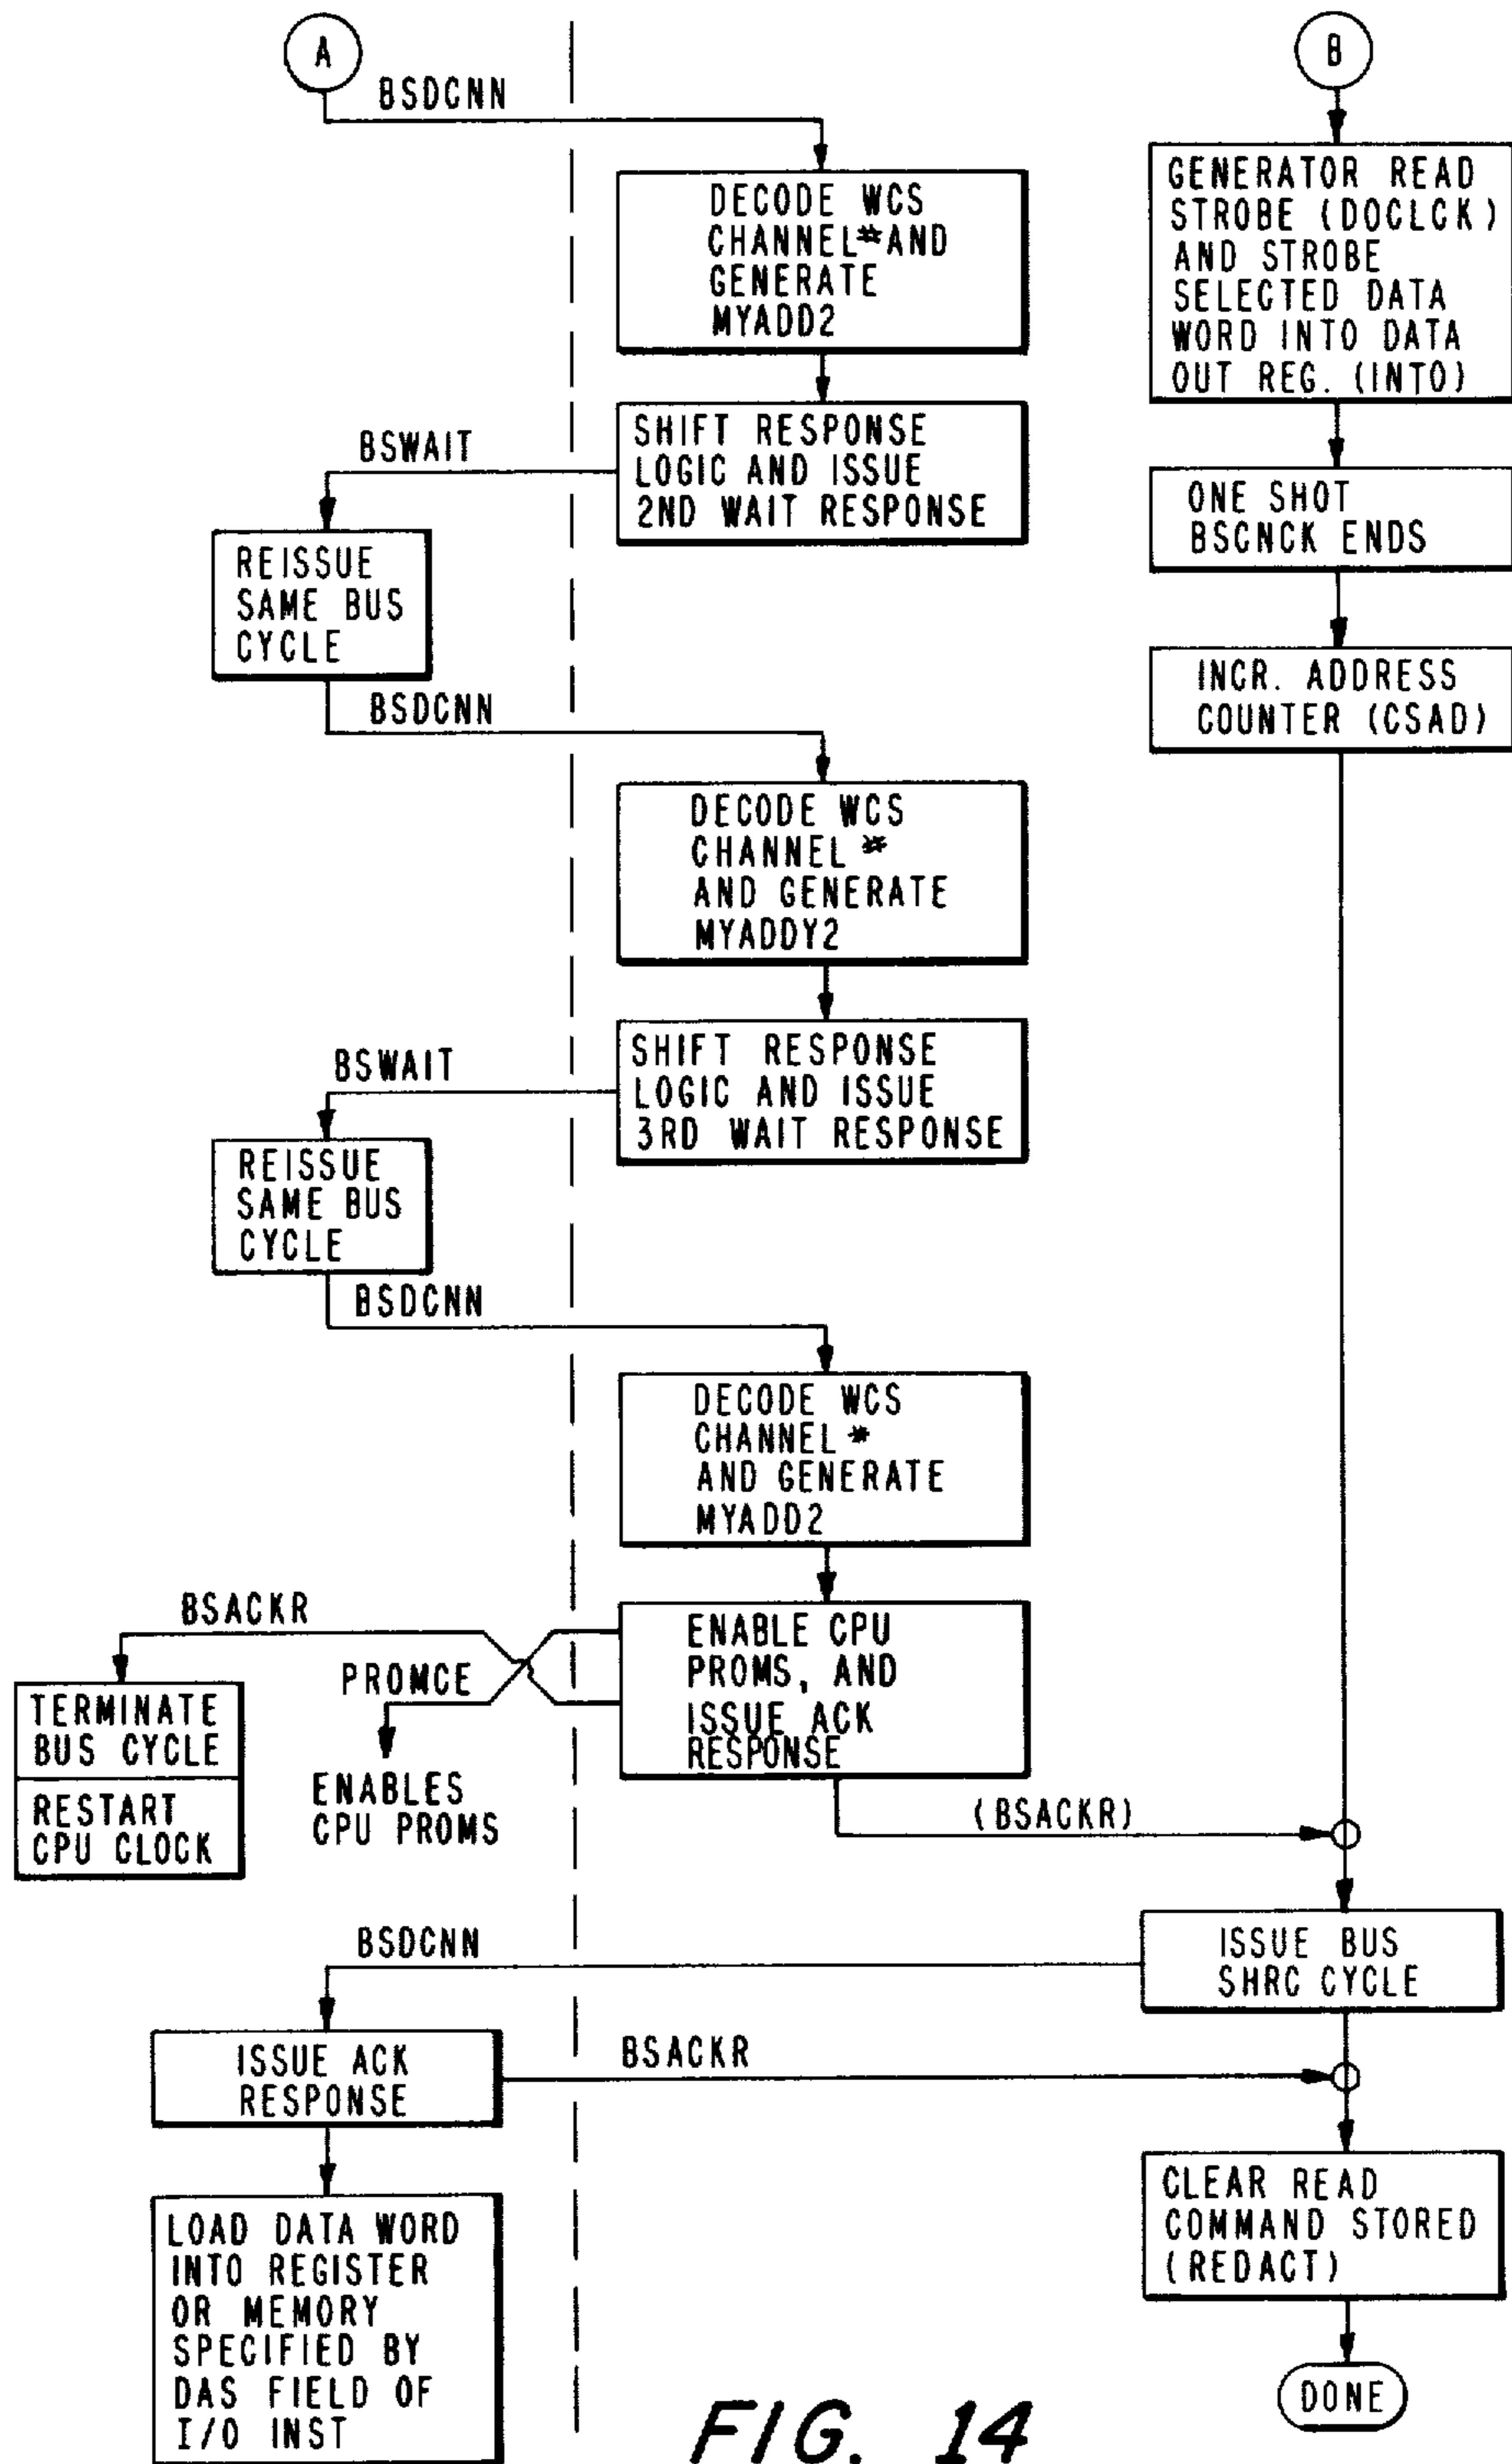 A
B
BSDCNN
DECODE WCS
CHANNEL# AND
GENERATE
MYADD2
GENERATOR READ
STROBE (DOCLCK)
AND STROBE
SELECTED DATA
WORD INTO DATA
OUT REG. (INTO)
BSWAIT
SHIFT RESPONSE
LOGIC AND ISSUE
2ND WAIT RESPONSE
ONE SHOT
BSCNCK ENDS
REISSUE
SAME BUS
CYCLE
INCR. ADDRESS
COUNTER (CSAD)
BSDCNN
DECODE WCS
CHANNEL #
AND GENERATE
MYADDY2
BSWAIT
SHIFT RESPONSE
LOGIC AND ISSUE
3RD WAIT RESPONSE
REISSUE
SAME BUS
CYCLE
BSDCNN
DECODE WCS
CHANNEL #
AND GENERATE
MYADD2
BSACKR
PROMCE
ENABLE CPU
PROMS, AND
ISSUE ACK
RESPONSE
TERMINATE
BUS CYCLE
RESTART
CPU CLOCK
ENABLES
CPU PROMS
(BSACKR)
BSDCNN
ISSUE BUS
SHRC CYCLE
ISSUE ACK
RESPONSE
BSACKR
CLEAR READ
COMMAND STORED
(REDACT)
LOAD DATA WORD
INTO REGISTER
OR MEMORY
SPECIFIED BY
DAS FIELD OF
I/O INST
DONE
FIG. 14